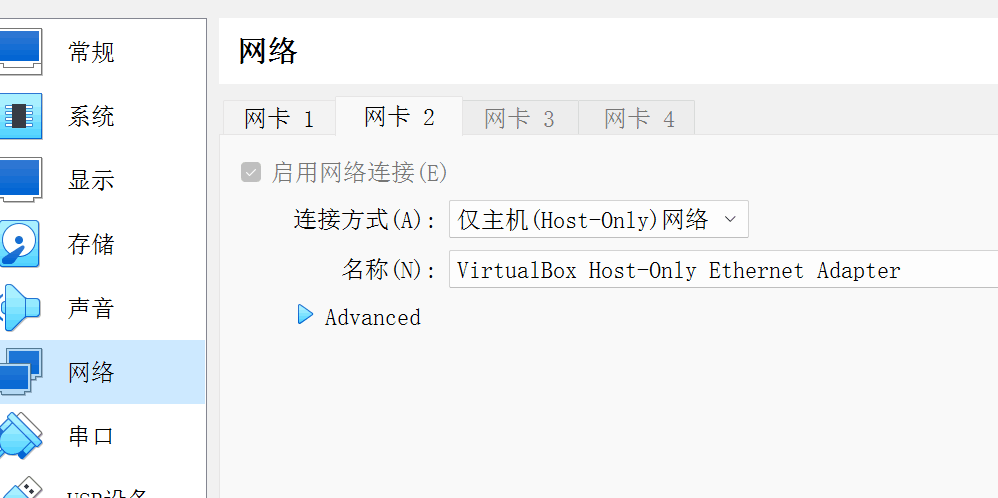 常规
系统
显示
存储
声音
网络
串口
USB设备
网络
网卡 1
网卡 2
网卡 3
网卡 4
启用网络连接(E)
连接方式(A): 仅主机(Host-Only)网络
名称(N): VirtualBox Host-Only Ethernet Adapter
Advanced